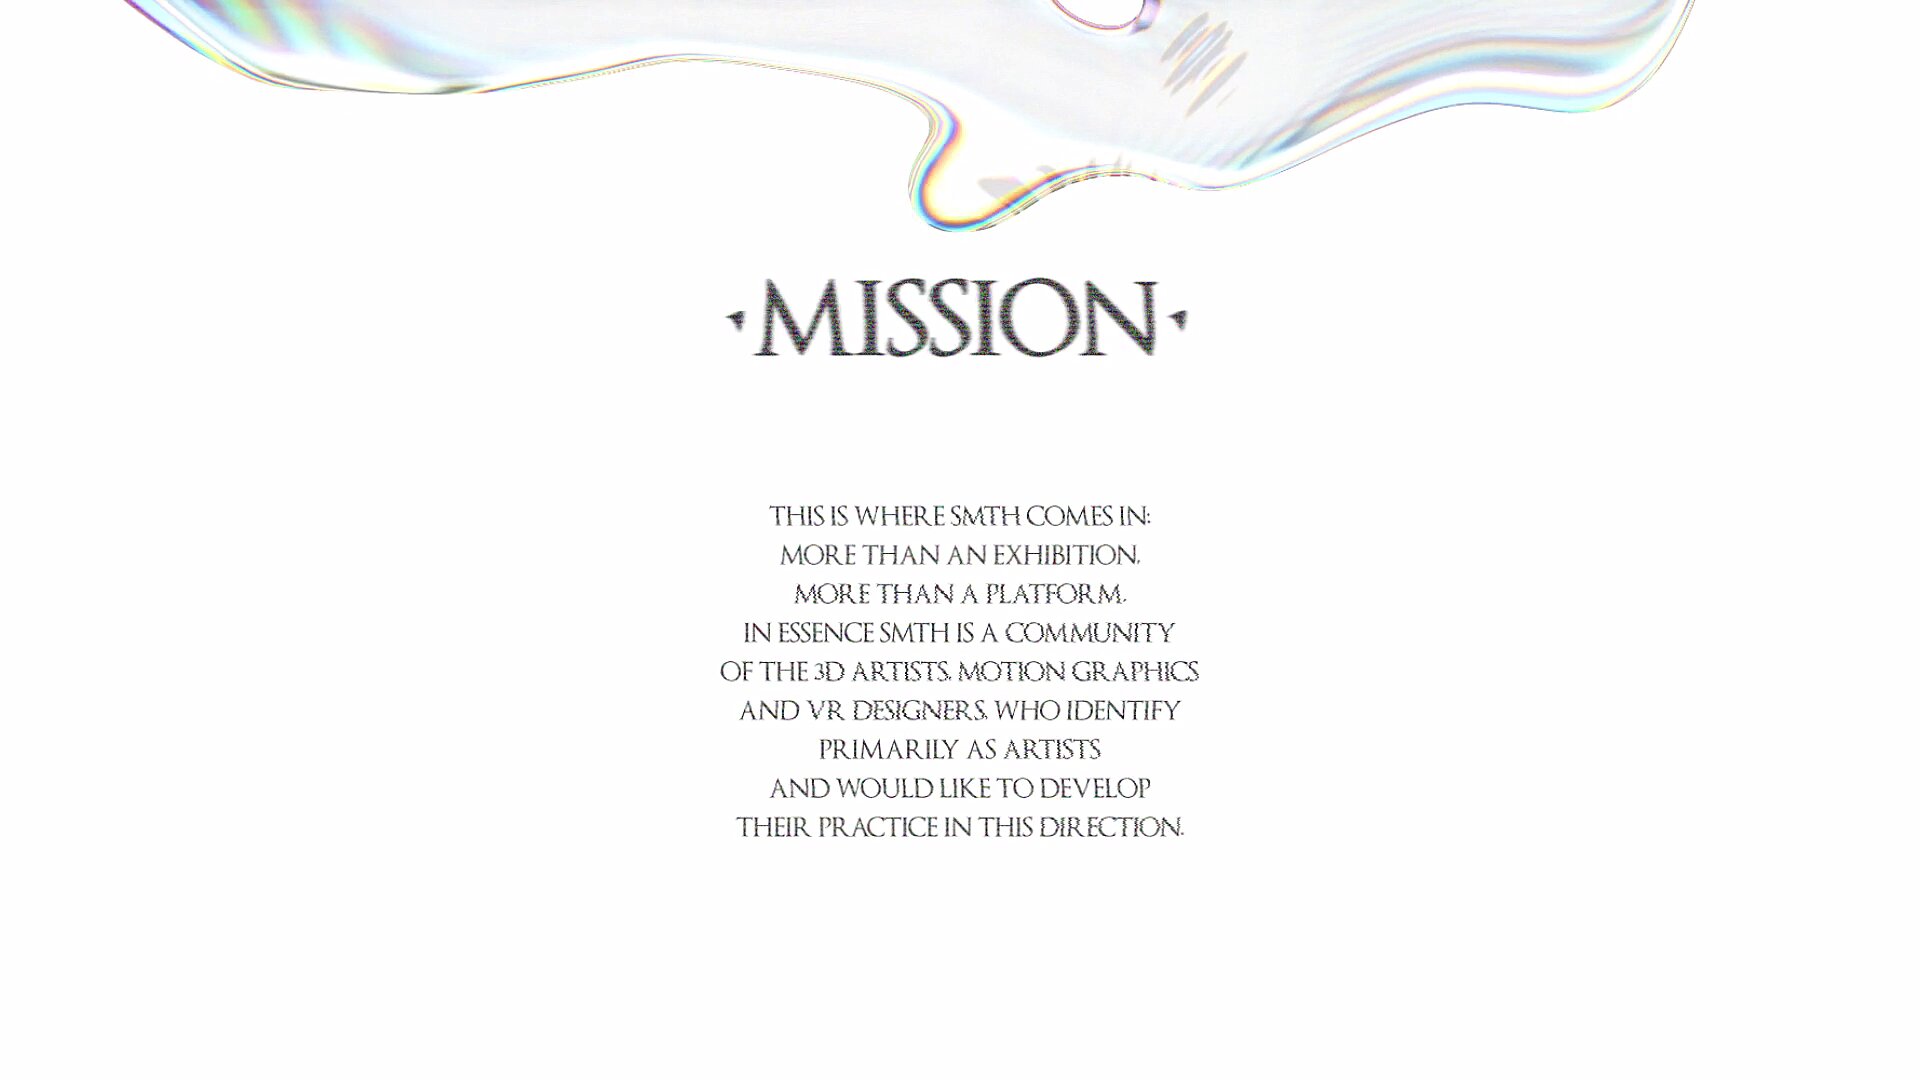 MISSION
THIS IS WHERE SMTH COMES IN:
MORE THAN AN EXHIBITION,
MORE THAN A PLATFORM.
IN ESSENCE SMTH IS A COMMUNITY
OF THE 3D ARTISTS, MOTION GRAPHICS
AND VR DESIGNERS, WHO IDENTIFY
PRIMARILY AS ARTISTS
AND WOULD LIKE TO DEVELOP
THEIR PRACTICE IN THIS DIRECTION.